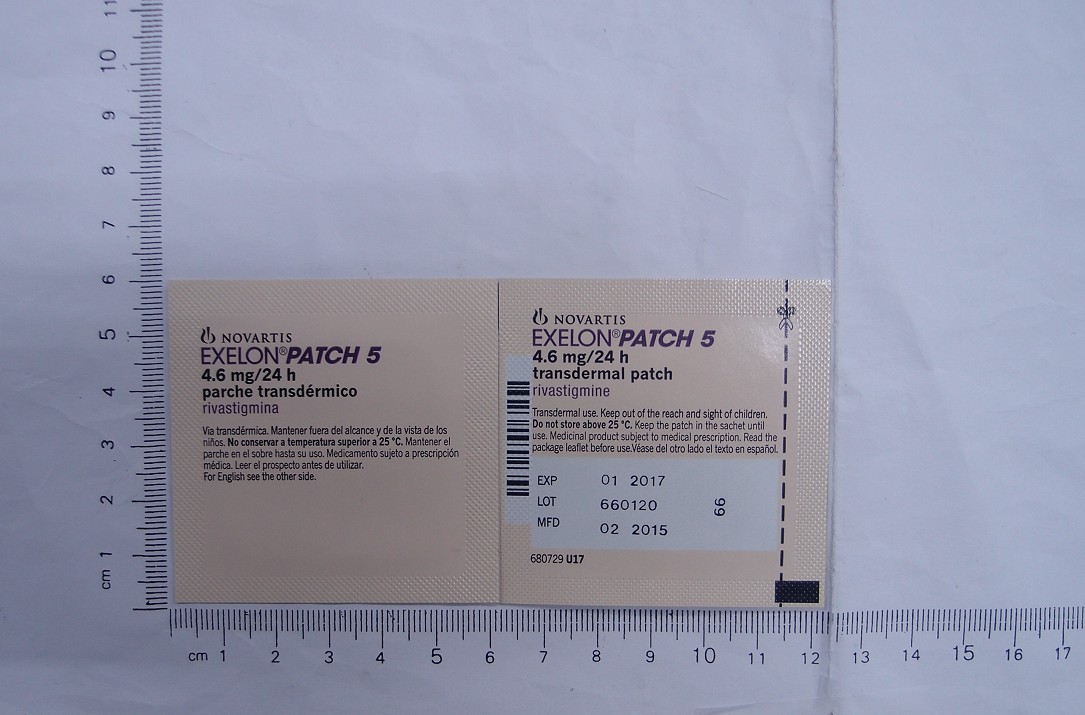 NOVARTIS
EXELON®PATCH 5
4.6 mg/24 h
parche transdérmico
rivastigmina
Via transdérmica. Mantener fuera del alcance y de la vista de los
niños. No conservar a temperatura superior a 25 °C. Mantener el
parche en el sobre hasta su uso. Medicamento sujeto a prescripción
médica. Leer el prospecto antes de utilizar.
For English see the other side.
NOVARTIS
EXELON®PATCH 5
4.6 mg/24 h
transdermal patch
rivastigmine
Transdermal use. Keep out of the reach and sight of children.
Do not store above 25 °C. Keep the patch in the sachet until
use. Medicinal product subject to medical prescription. Read the
package leaflet before use.Véase del otro lado el texto en español.
EXP 01 2017
LOT 660120
MFD 02 2015
66
680729 U17
11
10
9
8
7
6
5
4
3
2
1
cm
cm 1 2 3 4 5 6 7 8 9 10 11 12 13 14 15 16 17